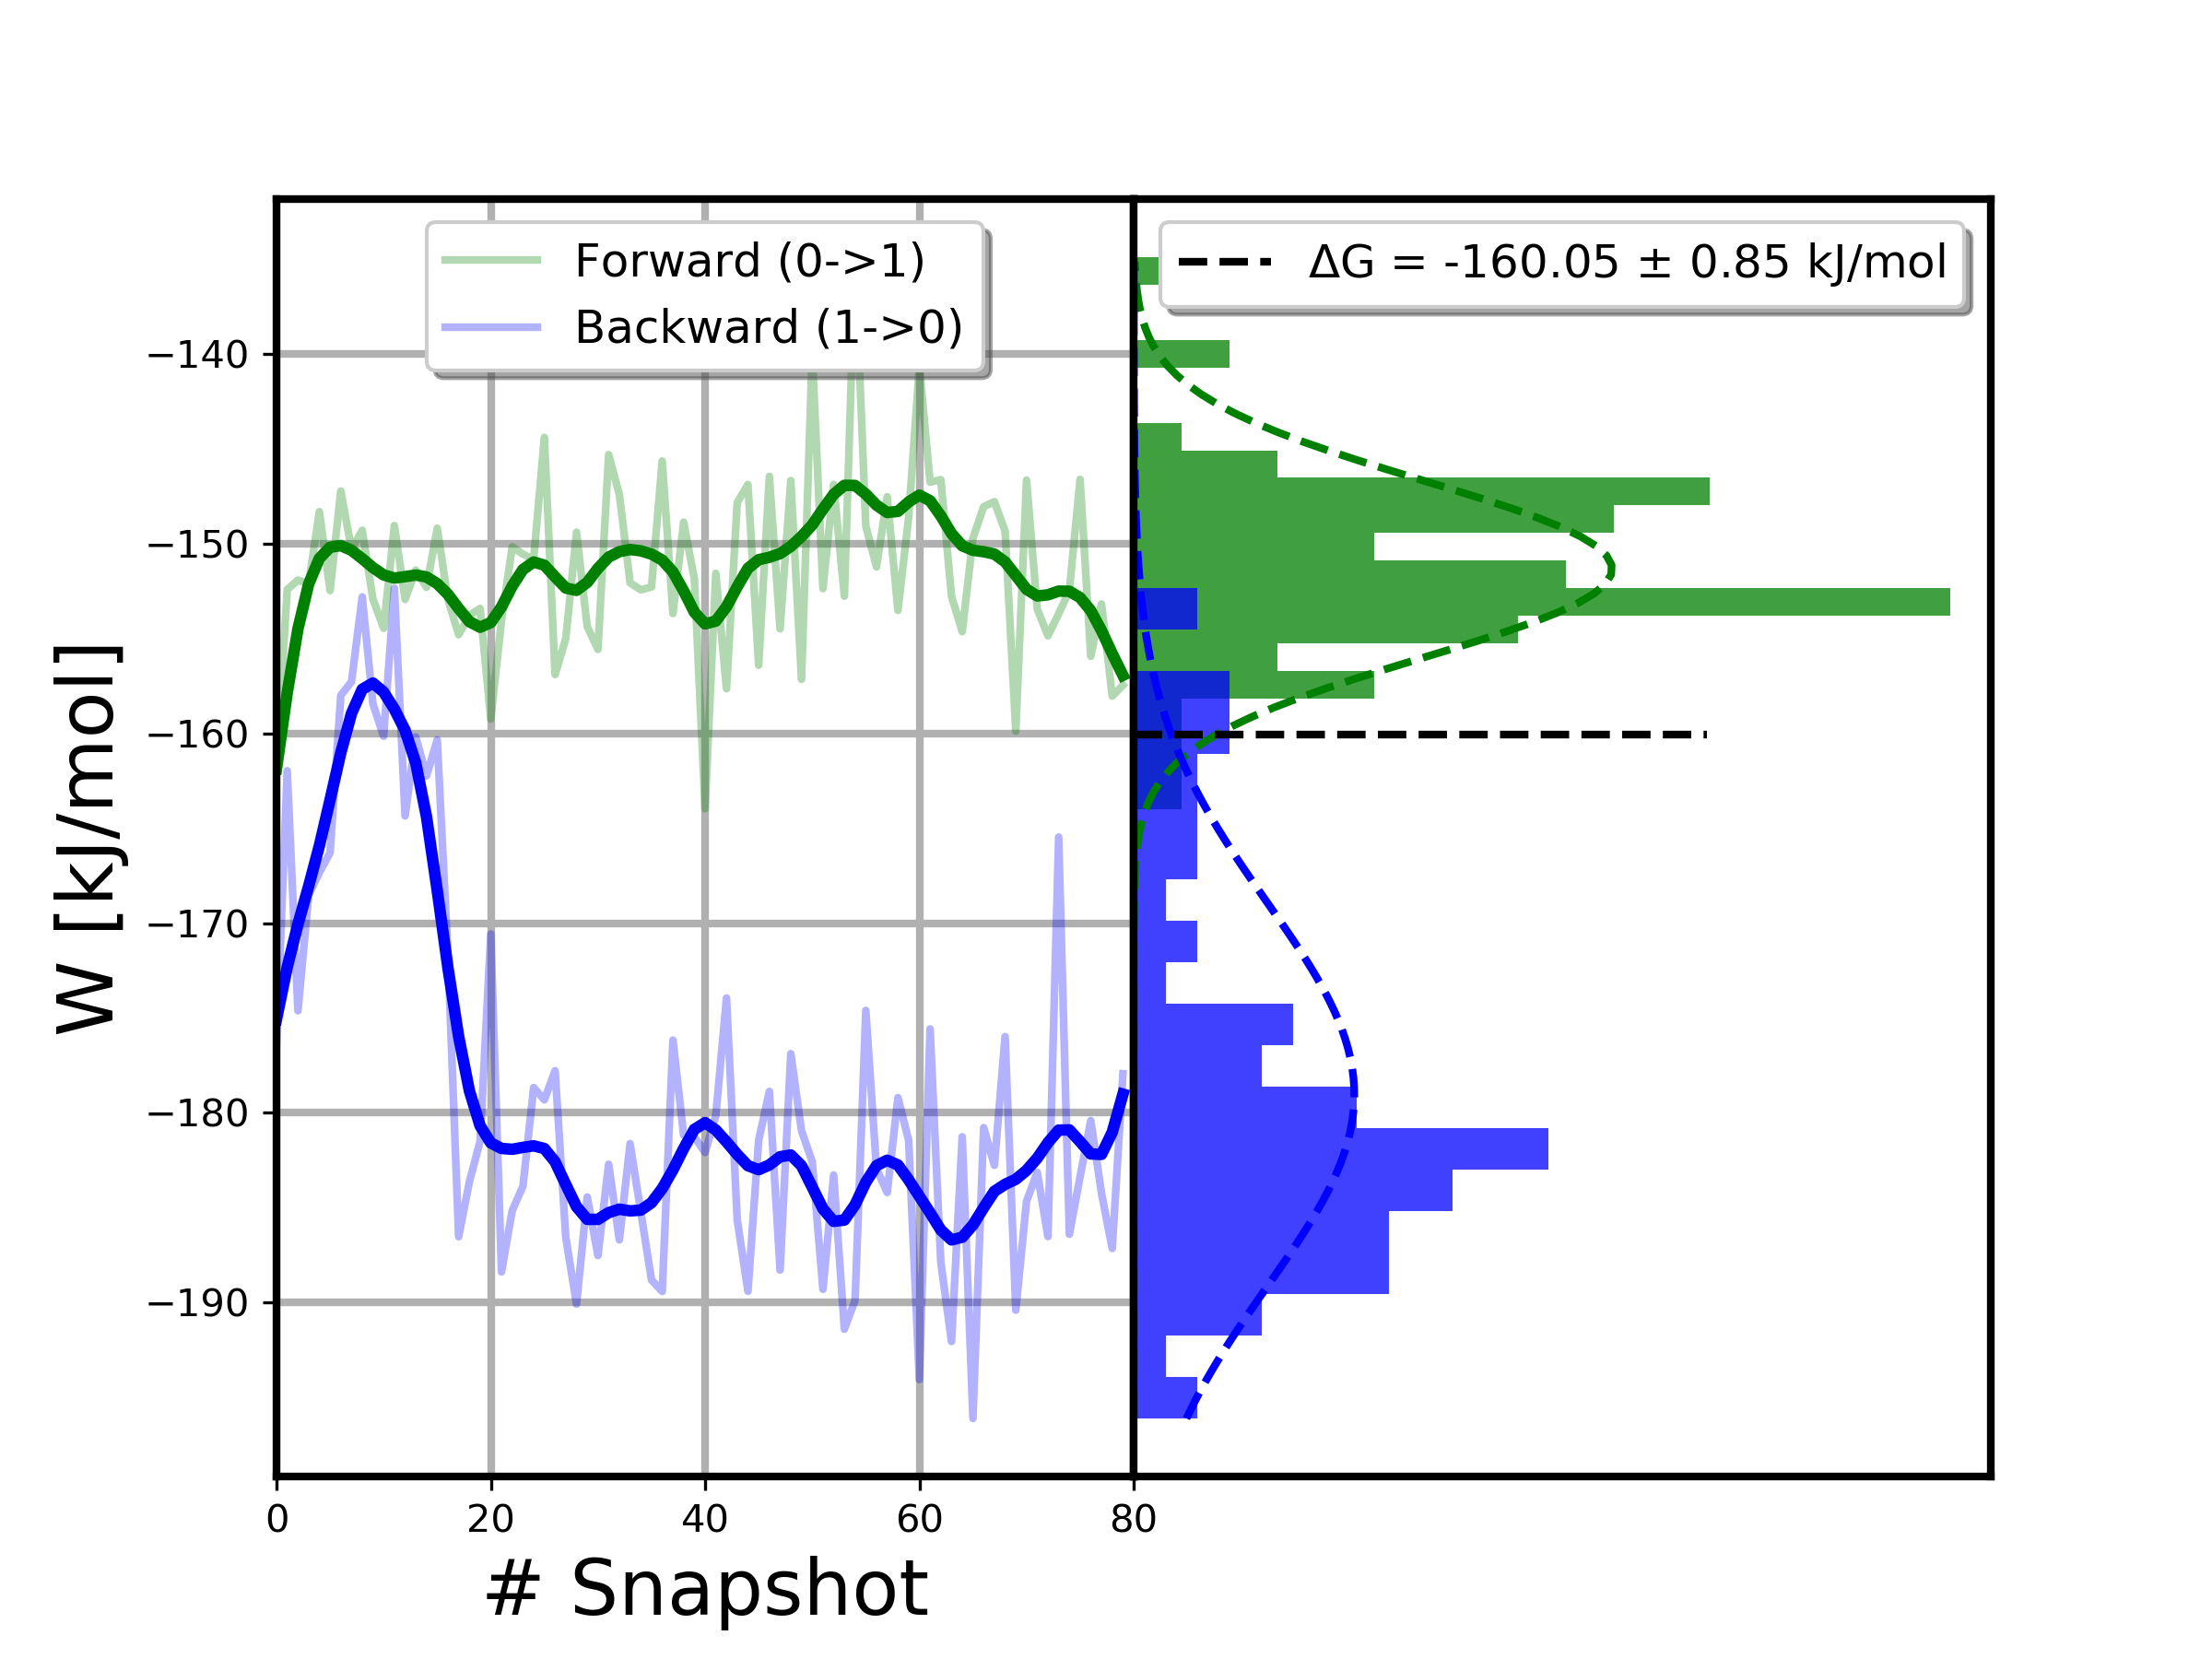 Forward (0->1)
Backward (1->0)
ΔG = -160.05 ± 0.85 kJ/mol
W [kJ/mol]
−140
−150
−160
−170
−180
−190
0 20 40 60 80
# Snapshot